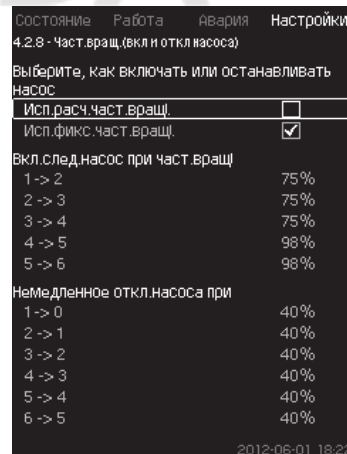 Состояние Работа Авария Настройки
4.2.8 - Част.вращ.(вкл и откл насоса)
Выберите, как включать или останавливать
насос
Исп.расч.част.вращ.
Исп.фикс.част.вращ.
Вкл.след.насос при част.вращ
1 -> 2 75%
2 -> 3 75%
3 -> 4 75%
4 -> 5 98%
5 -> 6 98%
Немедленное откл.насоса при
1 -> 0 40%
2 -> 1 40%
3 -> 2 40%
4 -> 3 40%
5 -> 4 40%
6 -> 5 40%
2012-06-01 18:22